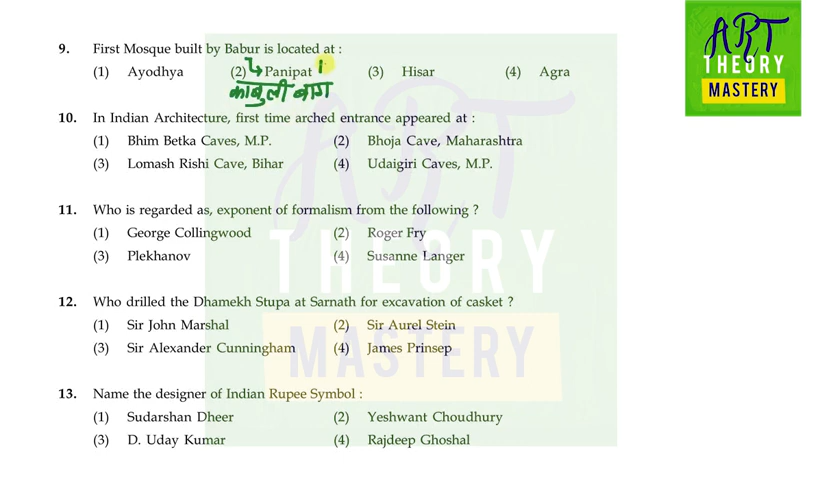 9. First Mosque built by Babur is located at :
(1) Ayodhya (2) Panipat (3) Hisar (4) Agra
काबुली बाग
10. In Indian Architecture, first time arched entrance appeared at :
(1) Bhim Betka Caves, M.P. (2) Bhoja Cave, Maharashtra
(3) Lomash Rishi Cave, Bihar (4) Udaigiri Caves, M.P.
11. Who is regarded as, exponent of formalism from the following ?
(1) George Collingwood (2) Roger Fry
(3) Plekhanov (4) Susanne Langer
12. Who drilled the Dhamekh Stupa at Sarnath for excavation of casket ?
(1) Sir John Marshal (2) Sir Aurel Stein
(3) Sir Alexander Cunningham (4) James Prinsep
13. Name the designer of Indian Rupee Symbol :
(1) Sudarshan Dheer (2) Yeshwant Choudhury
(3) D. Uday Kumar (4) Rajdeep Ghoshal
ART
THEORY
MASTERY
ART
THEORY
MASTERY